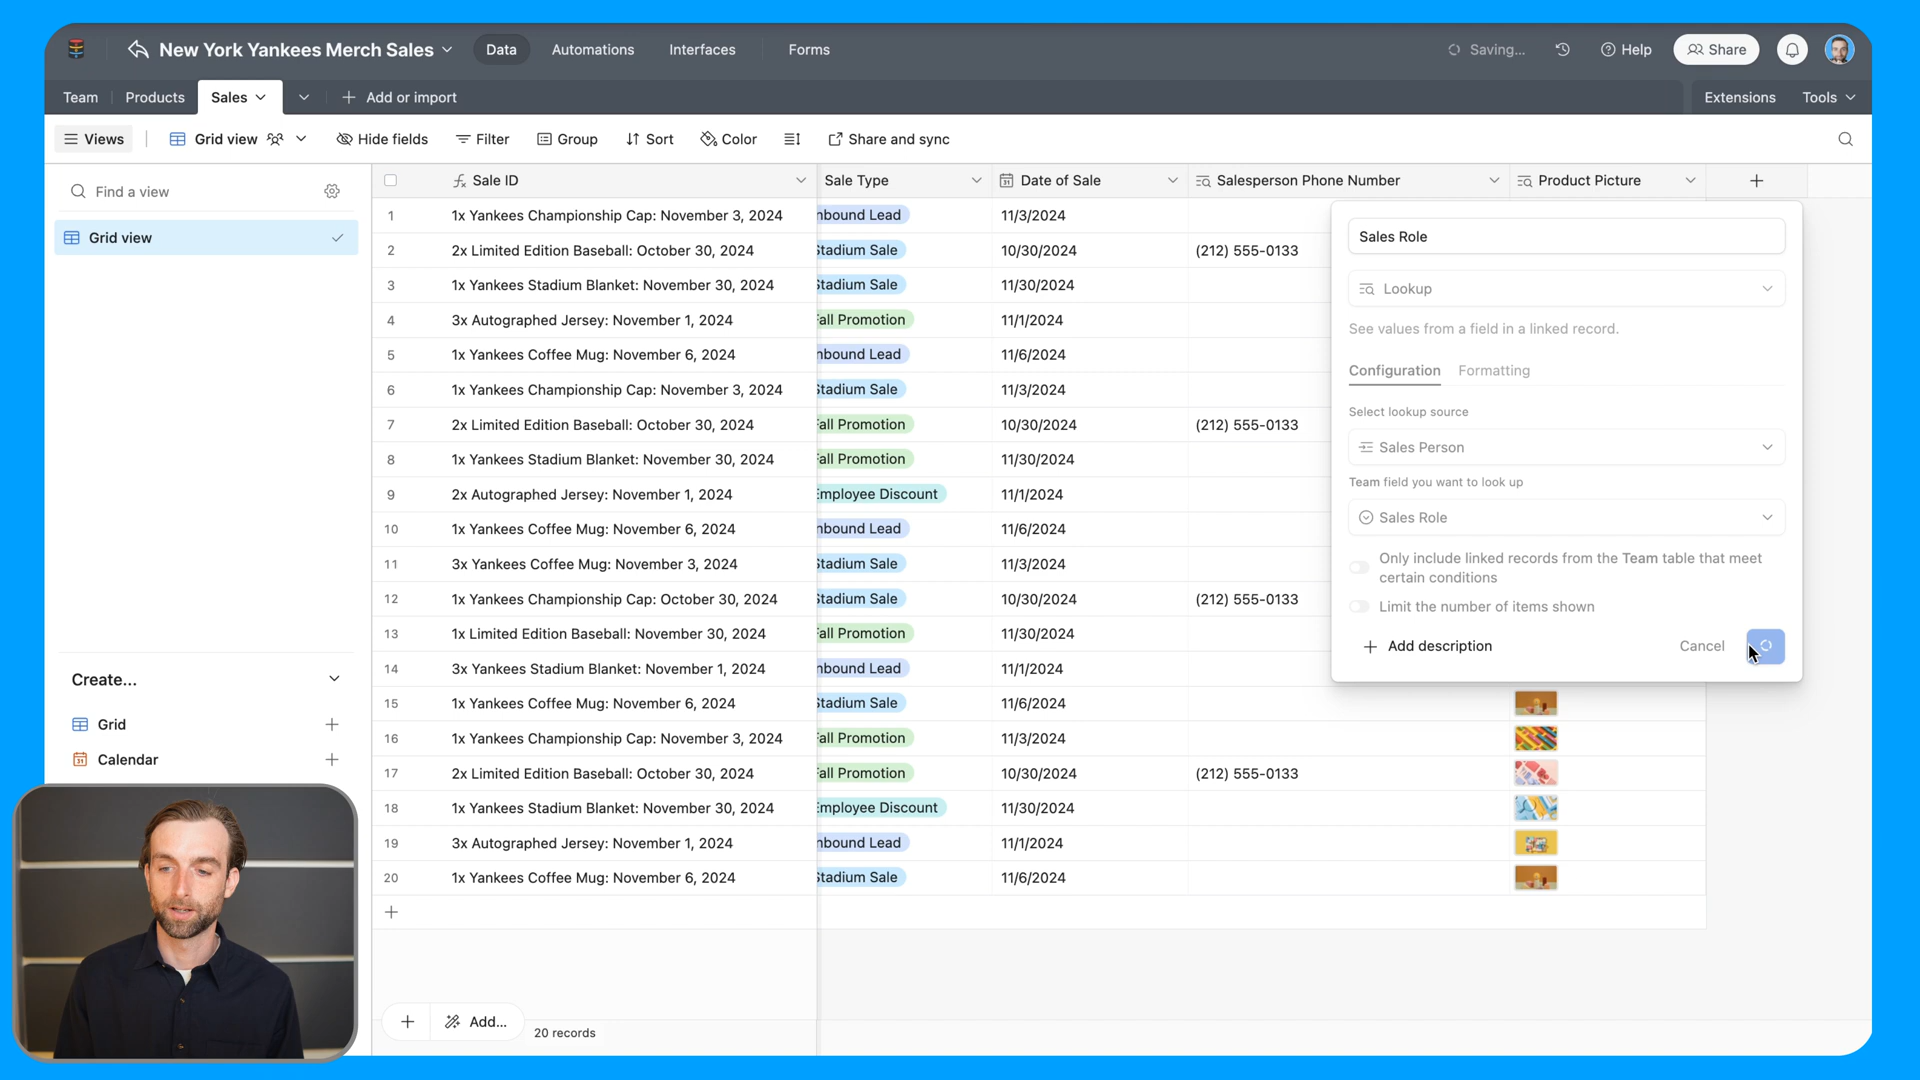 New York Yankees Merch Sales
Data
Automations
Interfaces
Forms
Saving...
Help
Share
Team
Products
Sales
Add or import
Extensions
Tools
Views
Grid view
Hide fields
Filter
Group
Sort
Color
Share and sync
Find a view
Grid view
Sale ID
Sale Type
Date of Sale
Salesperson Phone Number
Product Picture
1 1x Yankees Championship Cap: November 3, 2024 nbound Lead 11/3/2024
2 2x Limited Edition Baseball: October 30, 2024 Stadium Sale 10/30/2024 (212) 555-0133
3 1x Yankees Stadium Blanket: November 30, 2024 Stadium Sale 11/30/2024
4 3x Autographed Jersey: November 1, 2024 Fall Promotion 11/1/2024
5 1x Yankees Coffee Mug: November 6, 2024 nbound Lead 11/6/2024
6 1x Yankees Championship Cap: November 3, 2024 Stadium Sale 11/3/2024
7 2x Limited Edition Baseball: October 30, 2024 Fall Promotion 10/30/2024 (212) 555-0133
8 1x Yankees Stadium Blanket: November 30, 2024 Fall Promotion 11/30/2024
9 2x Autographed Jersey: November 1, 2024 Employee Discount 11/1/2024
10 1x Yankees Coffee Mug: November 6, 2024 nbound Lead 11/6/2024
11 3x Yankees Coffee Mug: November 3, 2024 Stadium Sale 11/3/2024
12 1x Yankees Championship Cap: October 30, 2024 Stadium Sale 10/30/2024 (212) 555-0133
13 1x Limited Edition Baseball: November 30, 2024 Fall Promotion 11/30/2024
14 3x Yankees Stadium Blanket: November 1, 2024 nbound Lead 11/1/2024
15 1x Yankees Coffee Mug: November 6, 2024 Stadium Sale 11/6/2024
16 1x Yankees Championship Cap: November 3, 2024 Fall Promotion 11/3/2024
17 2x Limited Edition Baseball: October 30, 2024 Fall Promotion 10/30/2024 (212) 555-0133
18 1x Yankees Stadium Blanket: November 30, 2024 Employee Discount 11/30/2024
19 3x Autographed Jersey: November 1, 2024 nbound Lead 11/1/2024
20 1x Yankees Coffee Mug: November 6, 2024 Stadium Sale 11/6/2024
Sales Role
Lookup
See values from a field in a linked record.
Configuration
Formatting
Select lookup source
Sales Person
Team field you want to look up
Sales Role
Only include linked records from the Team table that meet
certain conditions
Limit the number of items shown
Add description
Cancel
Create...
Grid
Calendar
Add...
20 records